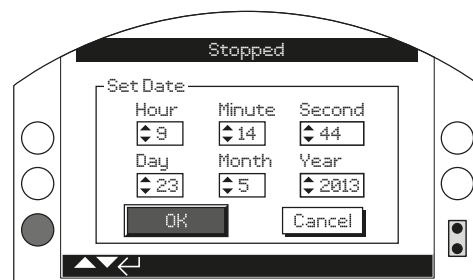 Stopped
Set Date
Hour Minute Second
9 14 44
Day Month Year
23 5 2013
OK Cancel